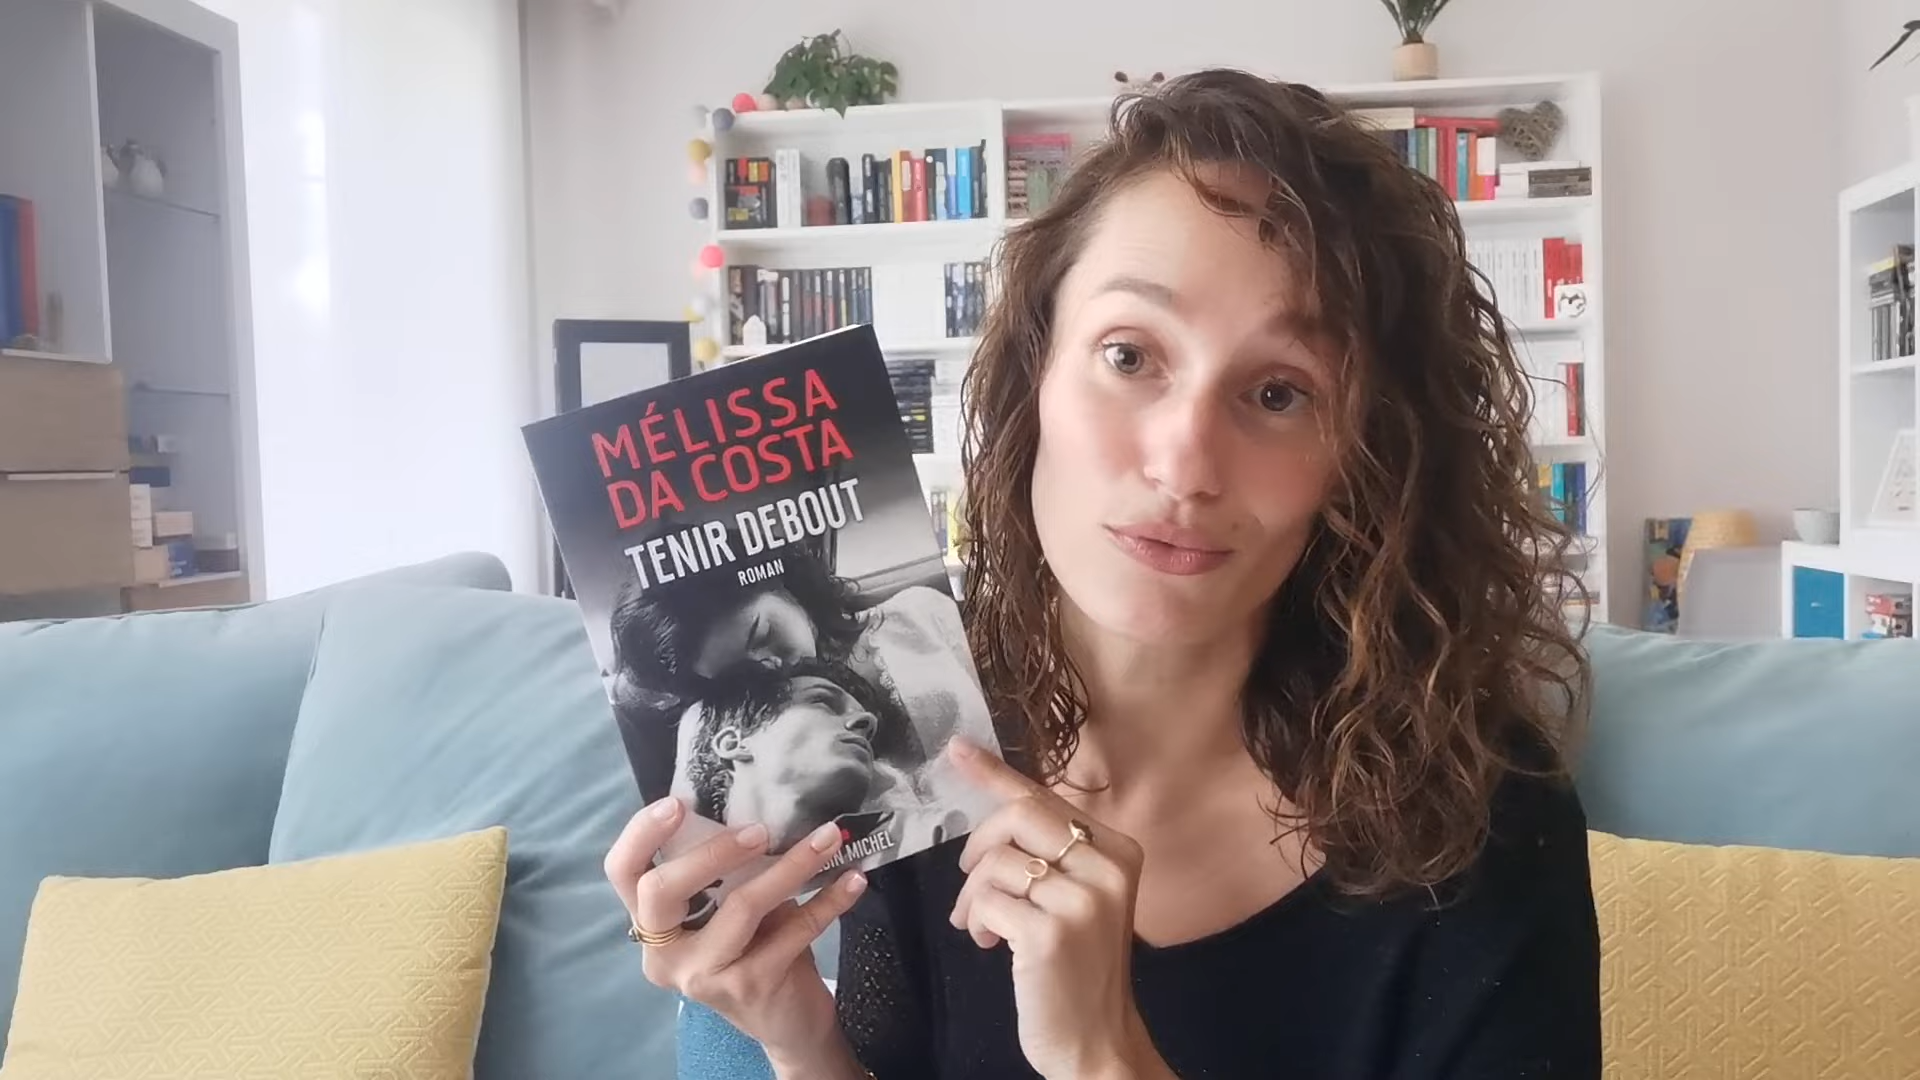 MÉLISSA
DA COSTA
TENIR DEBOUT
ROMAN
MICHEL